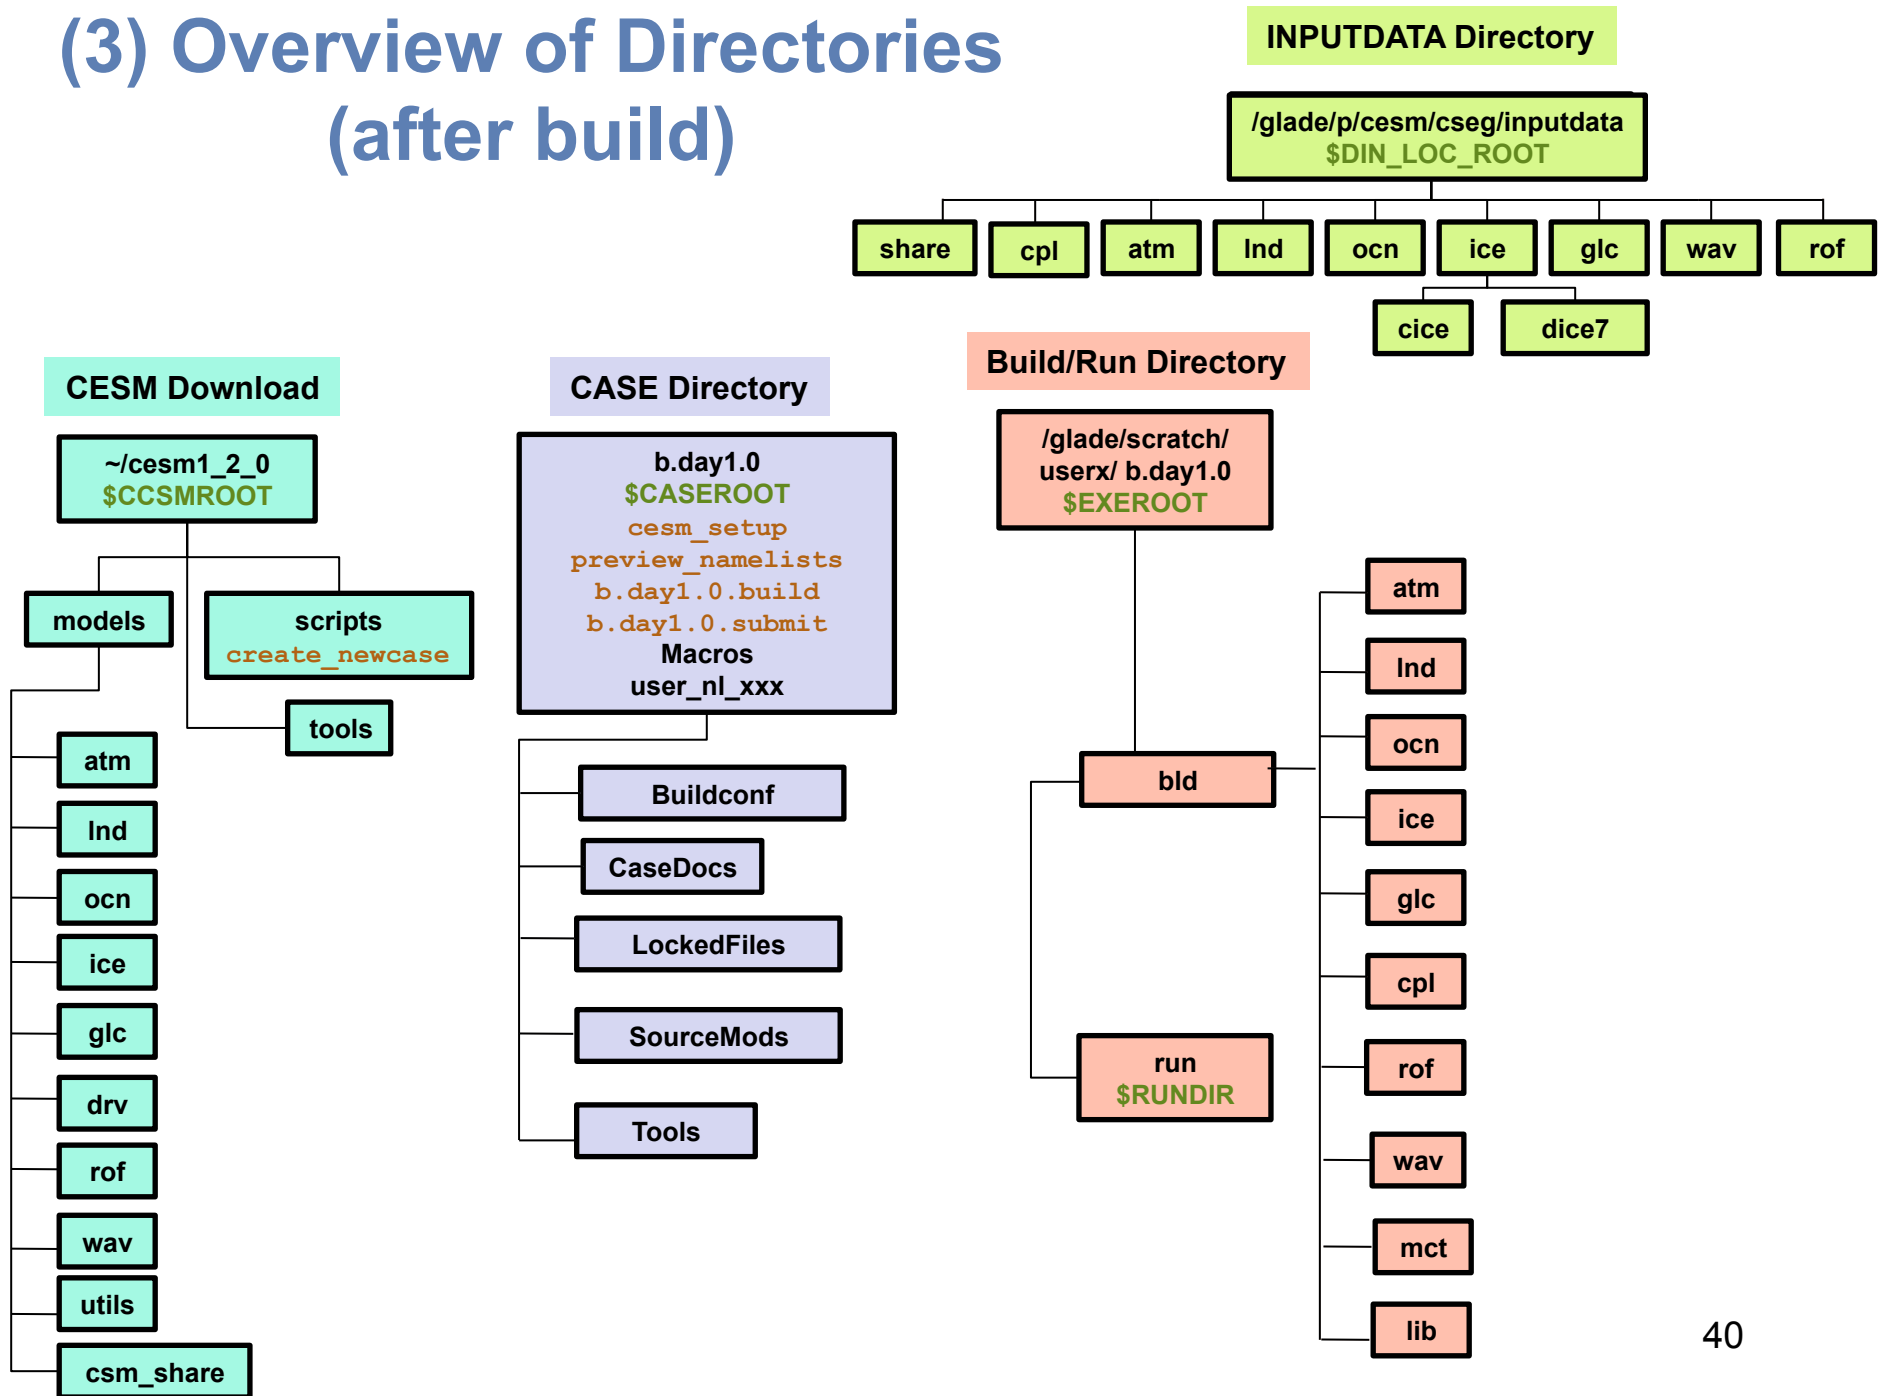 (3) Overview of Directories
(after build)
INPUTDATA Directory
/glade/p/cesm/cseg/inputdata
$DIN_LOC_ROOT
share
cpl
atm
lnd
ocn
ice
glc
wav
rof
cice
dice7
CESM Download
~/cesm1_2_0
$CCSMROOT
models
scripts
create_newcase
tools
atm
lnd
ocn
ice
glc
drv
rof
wav
utils
csm_share
CASE Directory
b.day1.0
$CASEROOT
cesm_setup
preview_namelists
b.day1.0.build
b.day1.0.submit
Macros
user_nl_xxx
Buildconf
CaseDocs
LockedFiles
SourceMods
Tools
Build/Run Directory
/glade/scratch/
userx/ b.day1.0
$EXEROOT
bld
run
$RUNDIR
atm
lnd
ocn
ice
glc
cpl
rof
wav
mct
lib
40